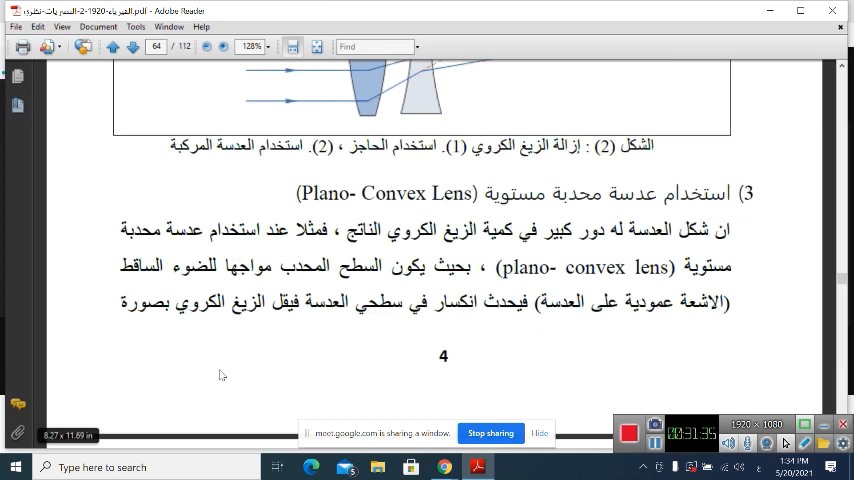 الفيزياء-1920-2-البصريات-نظري.pdf - Adobe Reader
File Edit View Document Tools Window Help
64 / 112 128% Find
الشكل (2) : إزالة الزيغ الكروي (1). استخدام الحاجز ، (2). استخدام العدسة المركبة
3) استخدام عدسة محدبة مستوية (Plano- Convex Lens)
ان شكل العدسة له دور كبير في كمية الزيغ الكروي الناتج ، فمثلا عند استخدام عدسة محدبة
مستوية (plano- convex lens) ، بحيث يكون السطح المحدب مواجها للضوء الساقط
(الاشعة عمودية على العدسة) فيحدث انكسار في سطحي العدسة فيقل الزيغ الكروي بصورة
4
8.27 x 11.69 in
meet.google.com is sharing a window. Stop sharing Hide
00:31:35
1920 × 1080
Type here to search
5
ع
1:34 PM
5/20/2021